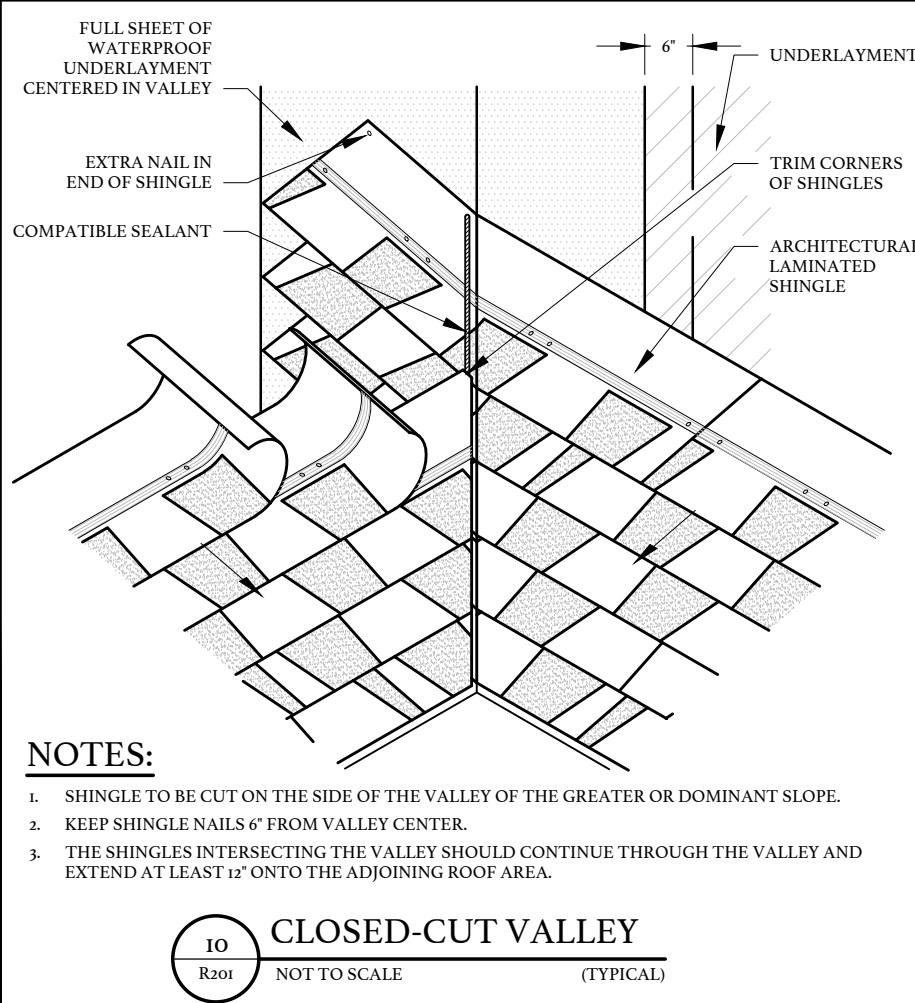 FULL SHEET OF
WATERPROOF
UNDERLAYMENT
CENTERED IN VALLEY
6"
UNDERLAYMENT
EXTRA NAIL IN
END OF SHINGLE
TRIM CORNERS
OF SHINGLES
COMPATIBLE SEALANT
ARCHITECTURAL
LAMINATED
SHINGLE
NOTES:
1. SHINGLE TO BE CUT ON THE SIDE OF THE VALLEY OF THE GREATER OR DOMINANT SLOPE.
2. KEEP SHINGLE NAILS 6" FROM VALLEY CENTER.
3. THE SHINGLES INTERSECTING THE VALLEY SHOULD CONTINUE THROUGH THE VALLEY AND
EXTEND AT LEAST 12" ONTO THE ADJOINING ROOF AREA.
10
R201
CLOSED-CUT VALLEY
NOT TO SCALE (TYPICAL)